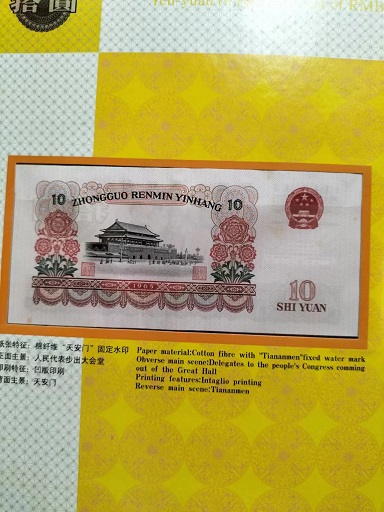 拾圆
10
ZHONGGUO RENMIN YINHANG
10
1965
10
SHI YUAN
纸张特征：棉纤维“天安门”固定水印
正面主景：人民代表步出大会堂
印刷特征：凹版印刷
背面主景：天安门
Paper material:Cotton fibre with "Tiananmen"fixed water mark
Obverse main scene:Delegates to the people's Congress comming
out of the Great Hall
Printing features:Intaglio printing
Reverse main scene:Tiananmen